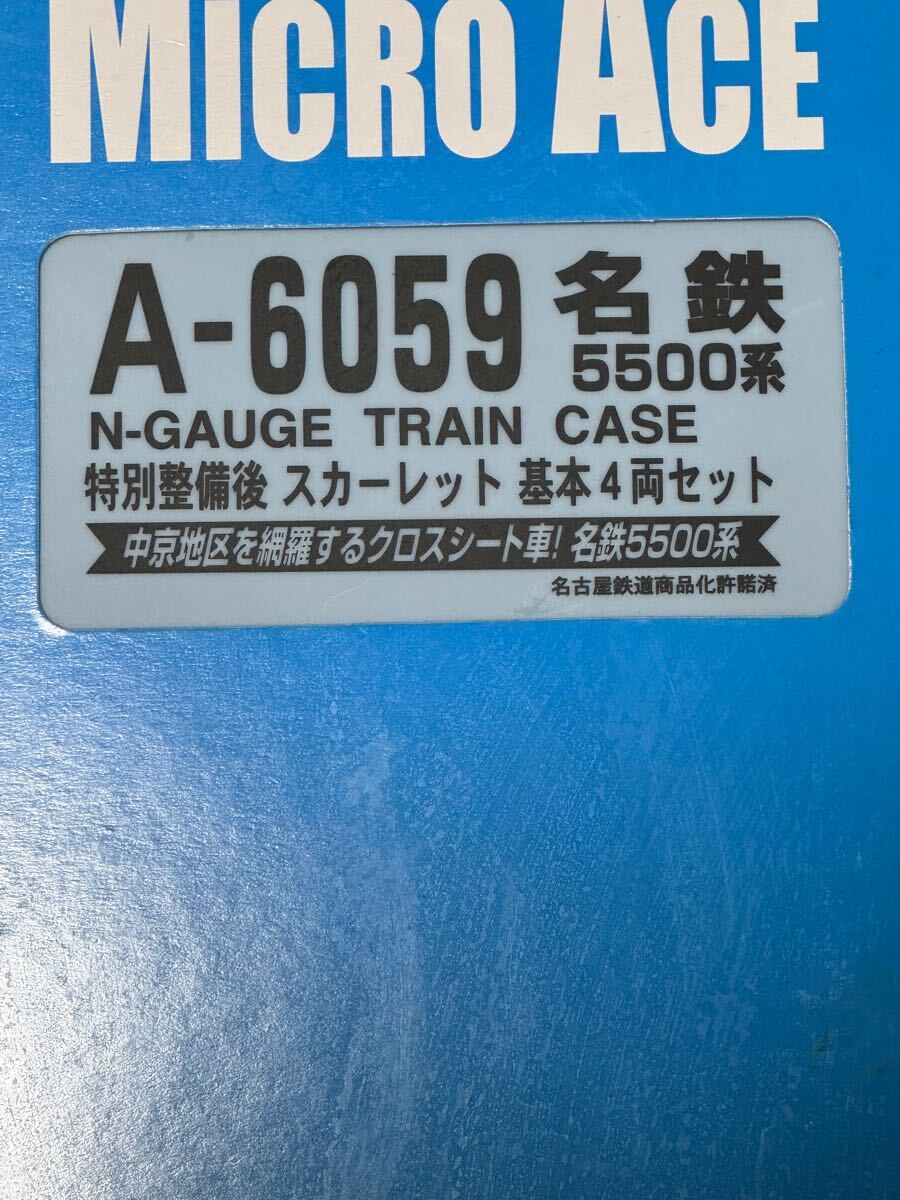 MICRO ACE
A-6059 名鉄
5500系
N-GAUGE TRAIN CASE
特別整備後 スカーレット 基本4両セット
中京地区を網羅するクロスシート車! 名鉄5500系
名古屋鉄道商品化許諾済